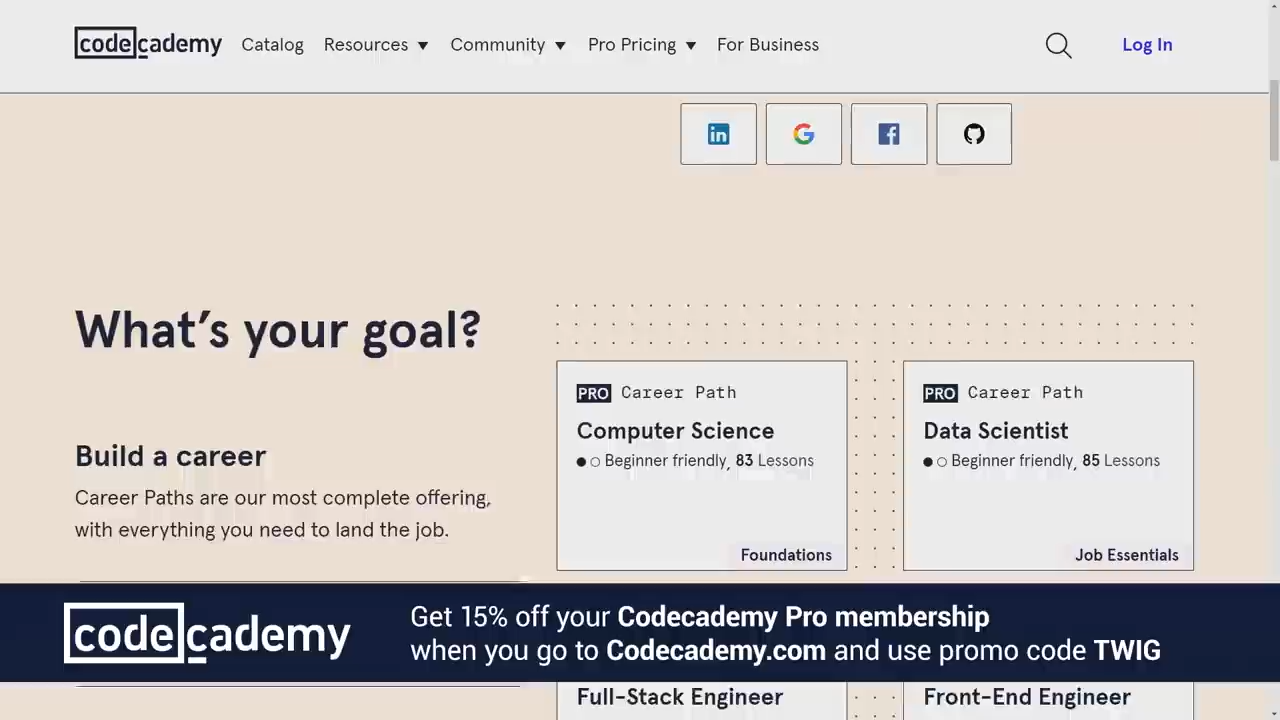 codecademy Catalog Resources Community Pro Pricing For Business Log In
What's your goal?
Build a career
Career Paths are our most complete offering,
with everything you need to land the job.
PRO Career Path
Computer Science
Beginner friendly, 83 Lessons
Foundations
PRO Career Path
Data Scientist
Beginner friendly, 85 Lessons
Job Essentials
codecademy
Get 15% off your Codecademy Pro membership
when you go to Codecademy.com and use promo code TWIG
Full-Stack Engineer
Front-End Engineer